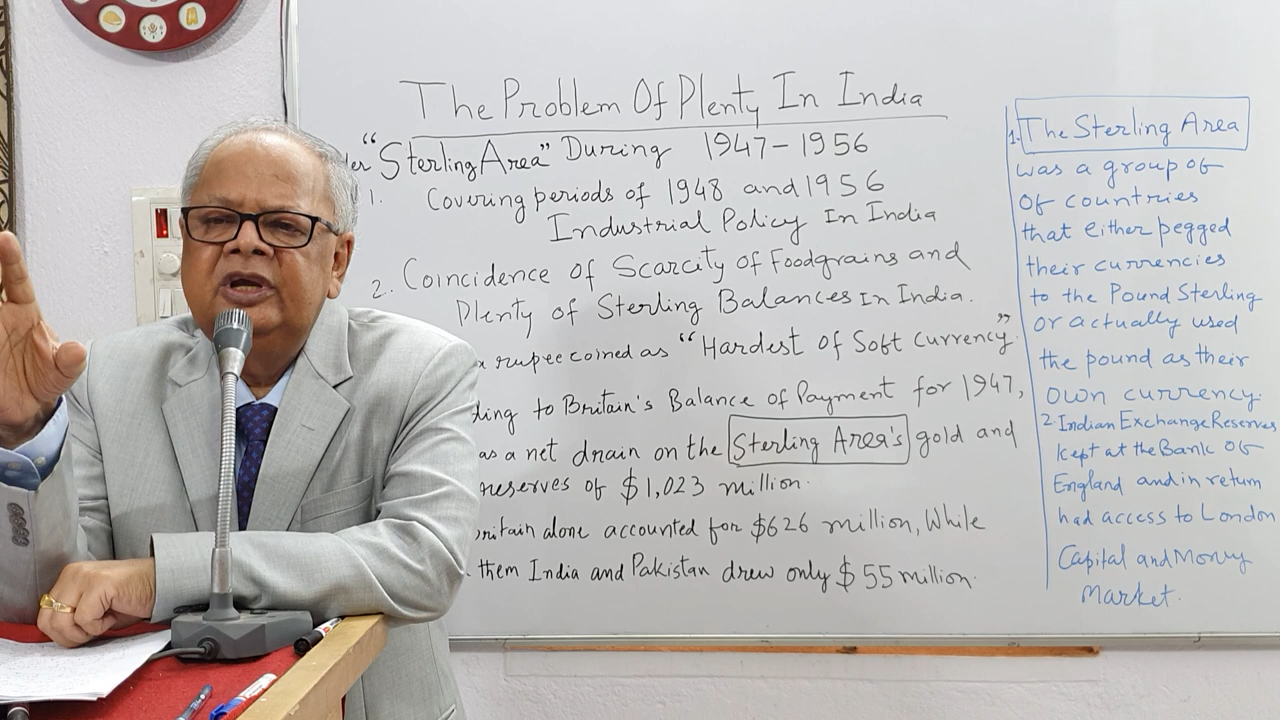 The Problem Of Plenty In India
"Sterling Area" During 1947-1956
1. Covering periods of 1948 and 1956
Industrial Policy In India
2. Coincidence of Scarcity of Foodgrains and
Plenty of Sterling Balances In India.
rupee coined as "Hardest of Soft currency"
to Britain's Balance of Payment for 1947,
as a net drain on the Sterling Area's gold and
reserves of $1,023 million.
alone accounted for $626 million, While
them India and Pakistan drew only $55 million.
1. The Sterling Area
was a group of
of countries
that either pegged
their currencies
to the Pound Sterling
or actually used
the pound as their
own currency.
2. Indian Exchange Reserves
kept at the Bank of
England and in return
had access to London
Capital and Money
Market.